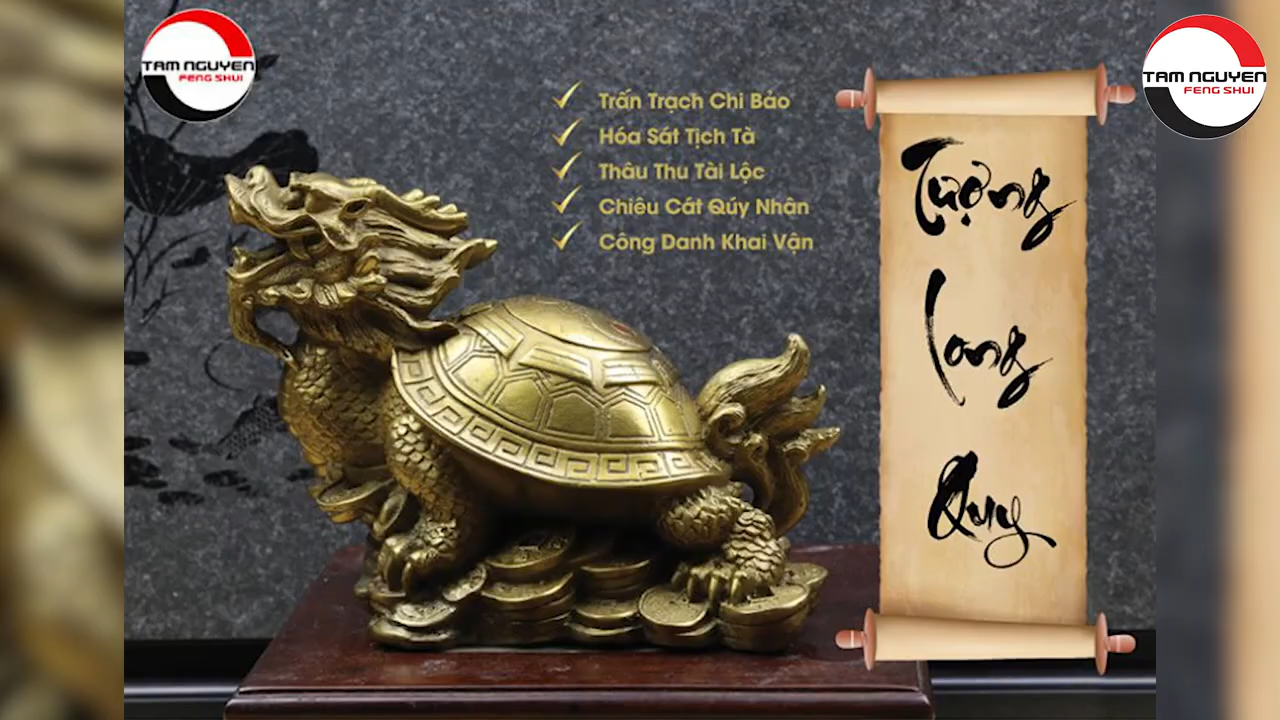 TAM NGUYEN
FENG SHUI
Trấn Trạch Chi Bảo
Hóa Sát Tịch Tà
Thâu Thu Tài Lộc
Chiêu Cát Qúy Nhân
Công Danh Khai Vận
Tượng
Long
Quy
TAM NGUYEN
FENG SHUI